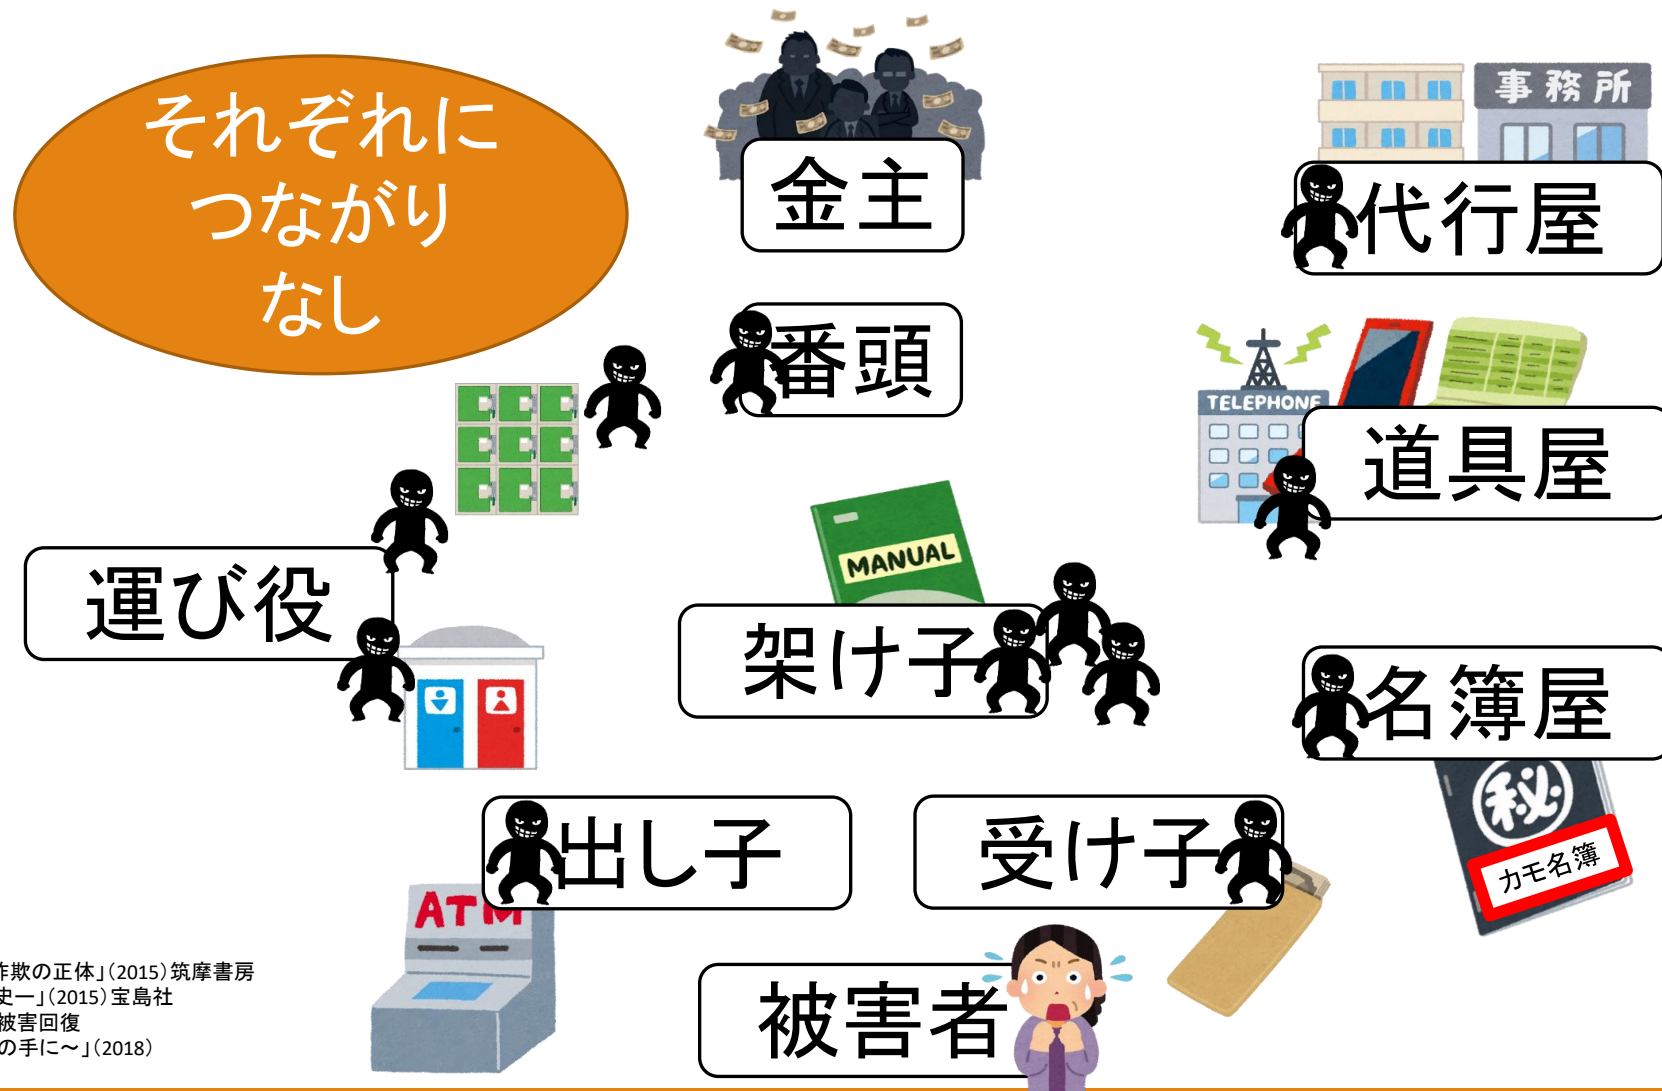 それぞれに
つながり
なし
金主
事務所
代行屋
番頭
TELEPHONE
道具屋
運び役
MANUAL
架け子
名簿屋
㊙
カモ名簿
出し子
受け子
ATM
被害者
詐欺の正体」(2015)筑摩書房
史一」(2015)宝島社
被害回復
の手に～」(2018)